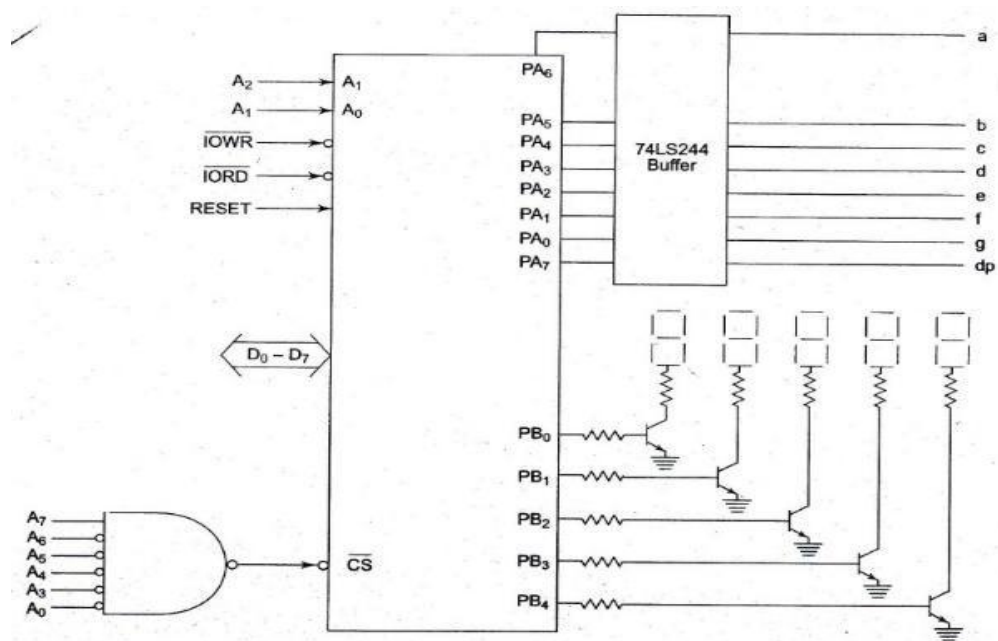 A₂
A₁
IOWR
IORD
RESET
D₀ – D₇
A₇
A₆
A₅
A₄
A₃
A₀
A₁
A₀
CS
PA₆
PA₅
PA₄
PA₃
PA₂
PA₁
PA₀
PA₇
PB₀
PB₁
PB₂
PB₃
PB₄
74LS244
Buffer
a
b
c
d
e
f
g
dp